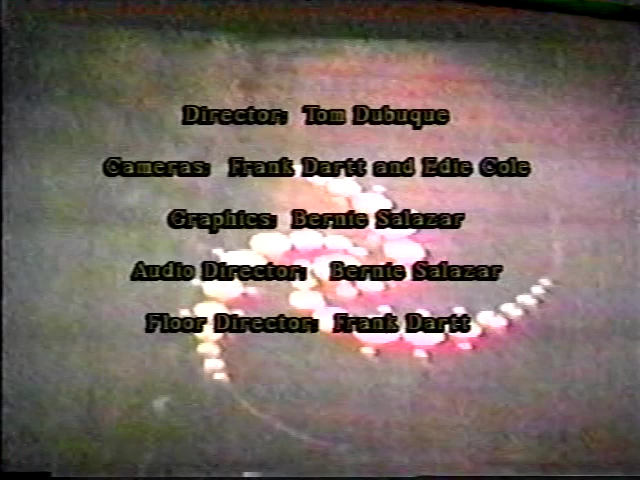 Director: Tom Dubuque
Cameras: Frank Dartt and Edie Cole
Graphics: Bernie Salazar
Audio Director: Bernie Salazar
Floor Director: Frank Dartt